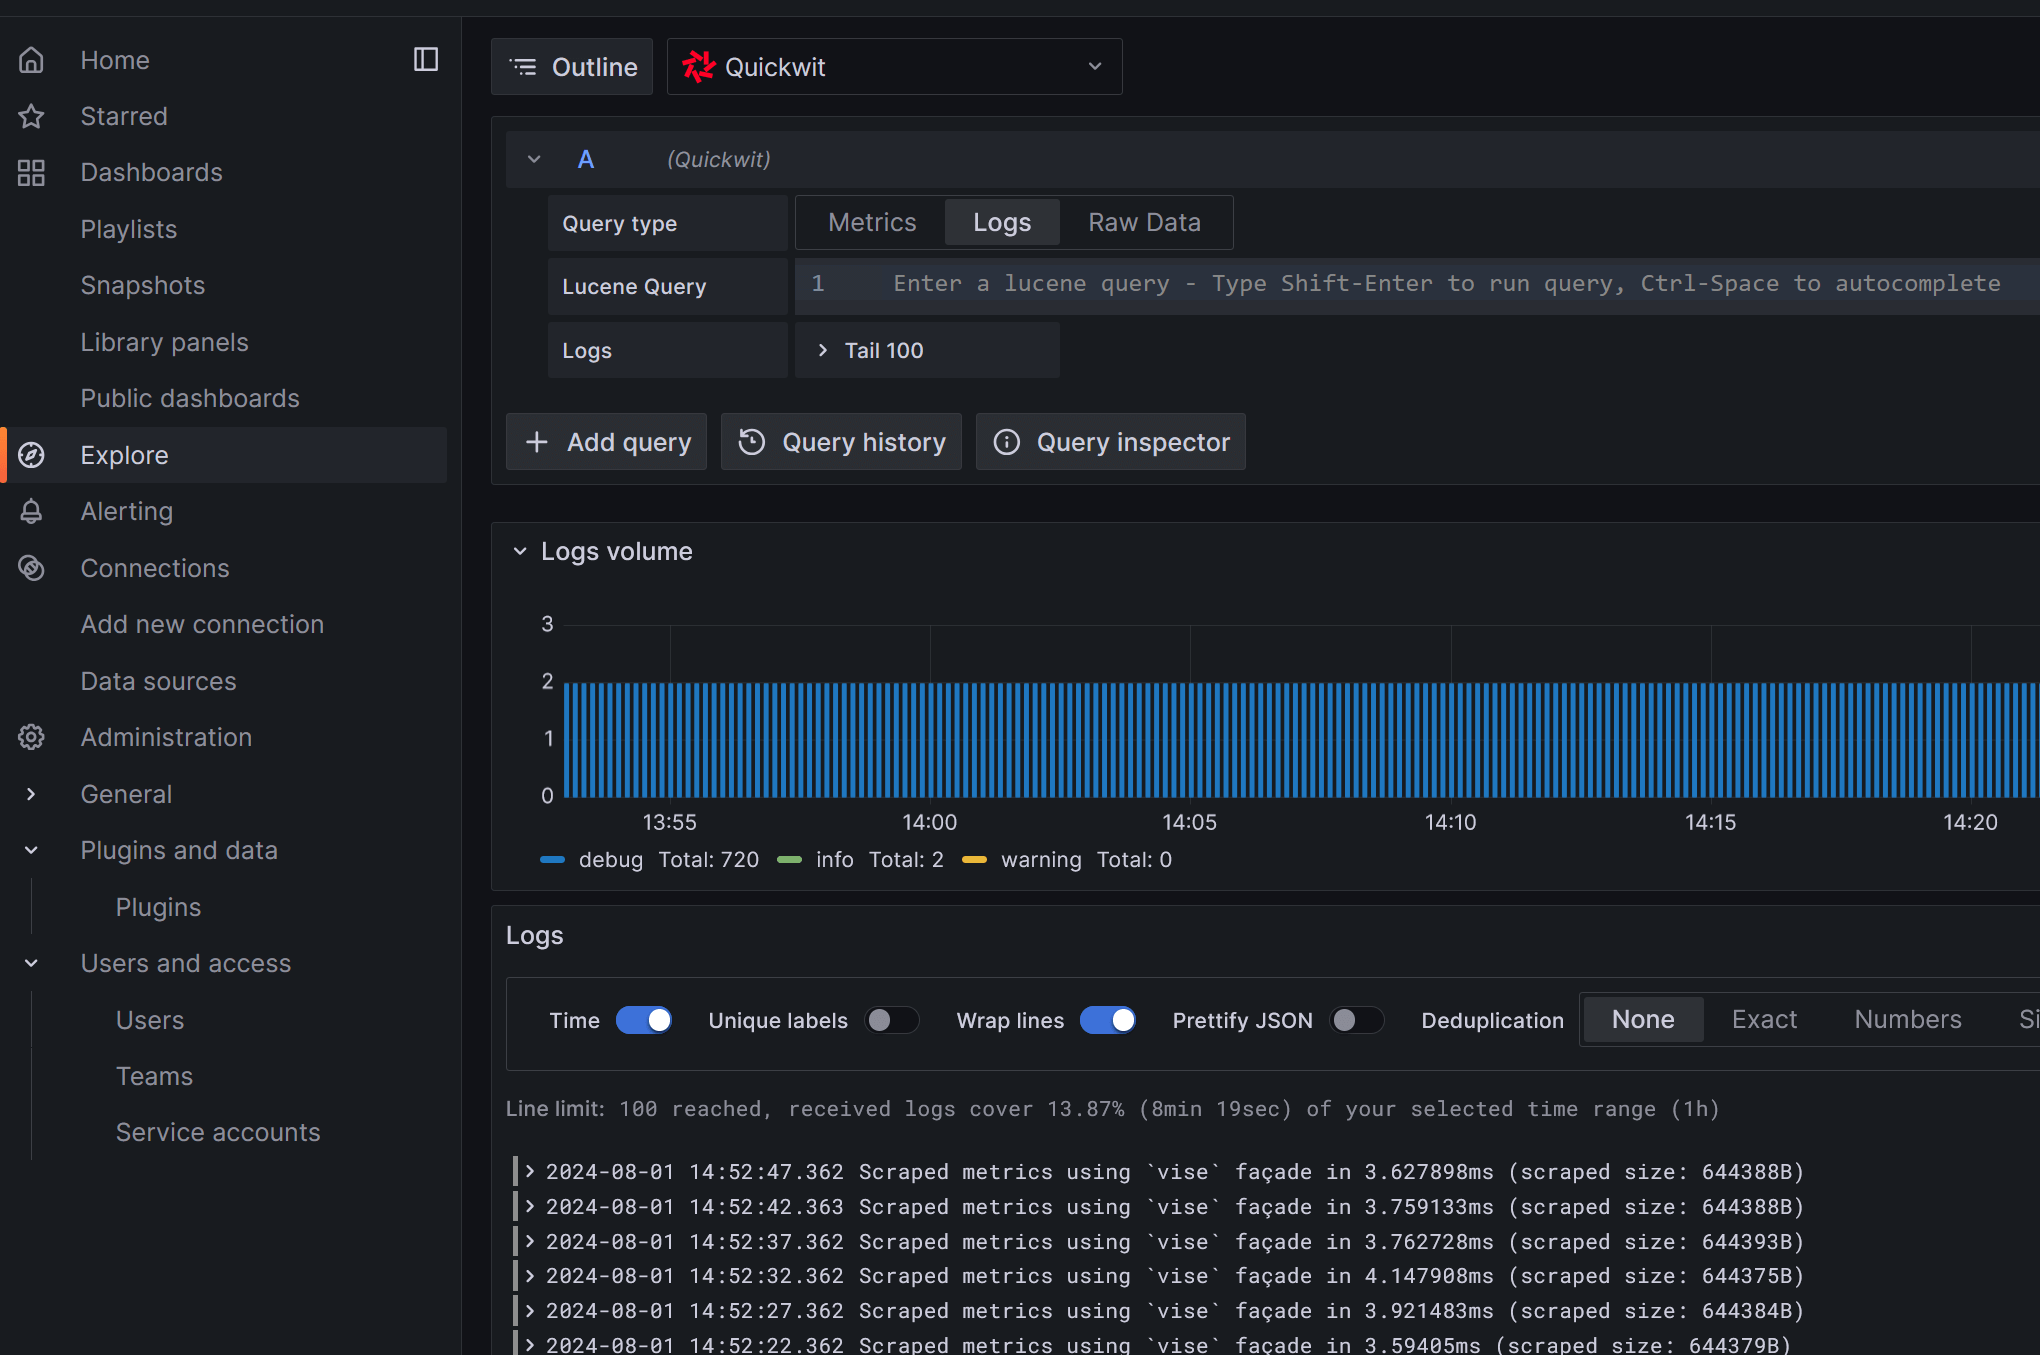 Home
Starred
Dashboards
Playlists
Snapshots
Library panels
Public dashboards
Explore
Alerting
Connections
Add new connection
Data sources
Administration
General
Plugins and data
Plugins
Users and access
Users
Teams
Service accounts
Outline Quickwit
A (Quickwit)
Query type Metrics Logs Raw Data
Lucene Query 1 Enter a lucene query - Type Shift-Enter to run query, Ctrl-Space to autocomplete
Logs Tail 100
Add query Query history Query inspector
Logs volume
3
2
1
0
13:55 14:00 14:05 14:10 14:15 14:20
debug Total: 720 info Total: 2 warning Total: 0
Logs
Time Unique labels Wrap lines Prettify JSON Deduplication None Exact Numbers Si
Line limit: 100 reached, received logs cover 13.87% (8min 19sec) of your selected time range (1h)
2024-08-01 14:52:47.362 Scraped metrics using `vise` façade in 3.627898ms (scraped size: 644388B)
2024-08-01 14:52:42.363 Scraped metrics using `vise` façade in 3.759133ms (scraped size: 644388B)
2024-08-01 14:52:37.362 Scraped metrics using `vise` façade in 3.762728ms (scraped size: 644393B)
2024-08-01 14:52:32.362 Scraped metrics using `vise` façade in 4.147908ms (scraped size: 644375B)
2024-08-01 14:52:27.362 Scraped metrics using `vise` façade in 3.921483ms (scraped size: 644384B)
2024-08-01 14:52:22.362 Scraped metrics using `vise` façade in 3.59405ms (scraped size: 644379B)